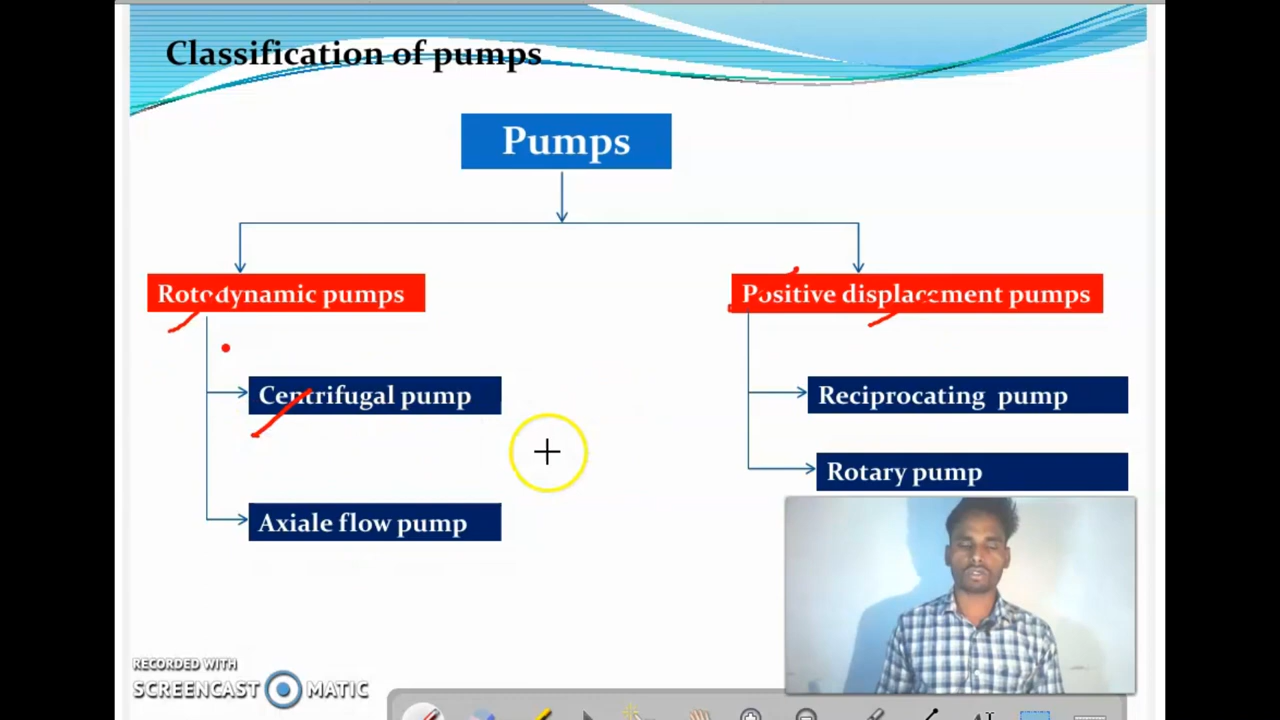 Classification of pumps
Pumps
Rotodynamic pumps
Positive displacement pumps
Centrifugal pump
Reciprocating pump
Rotary pump
Axiale flow pump
RECORDED WITH
SCREENCAST MATIC